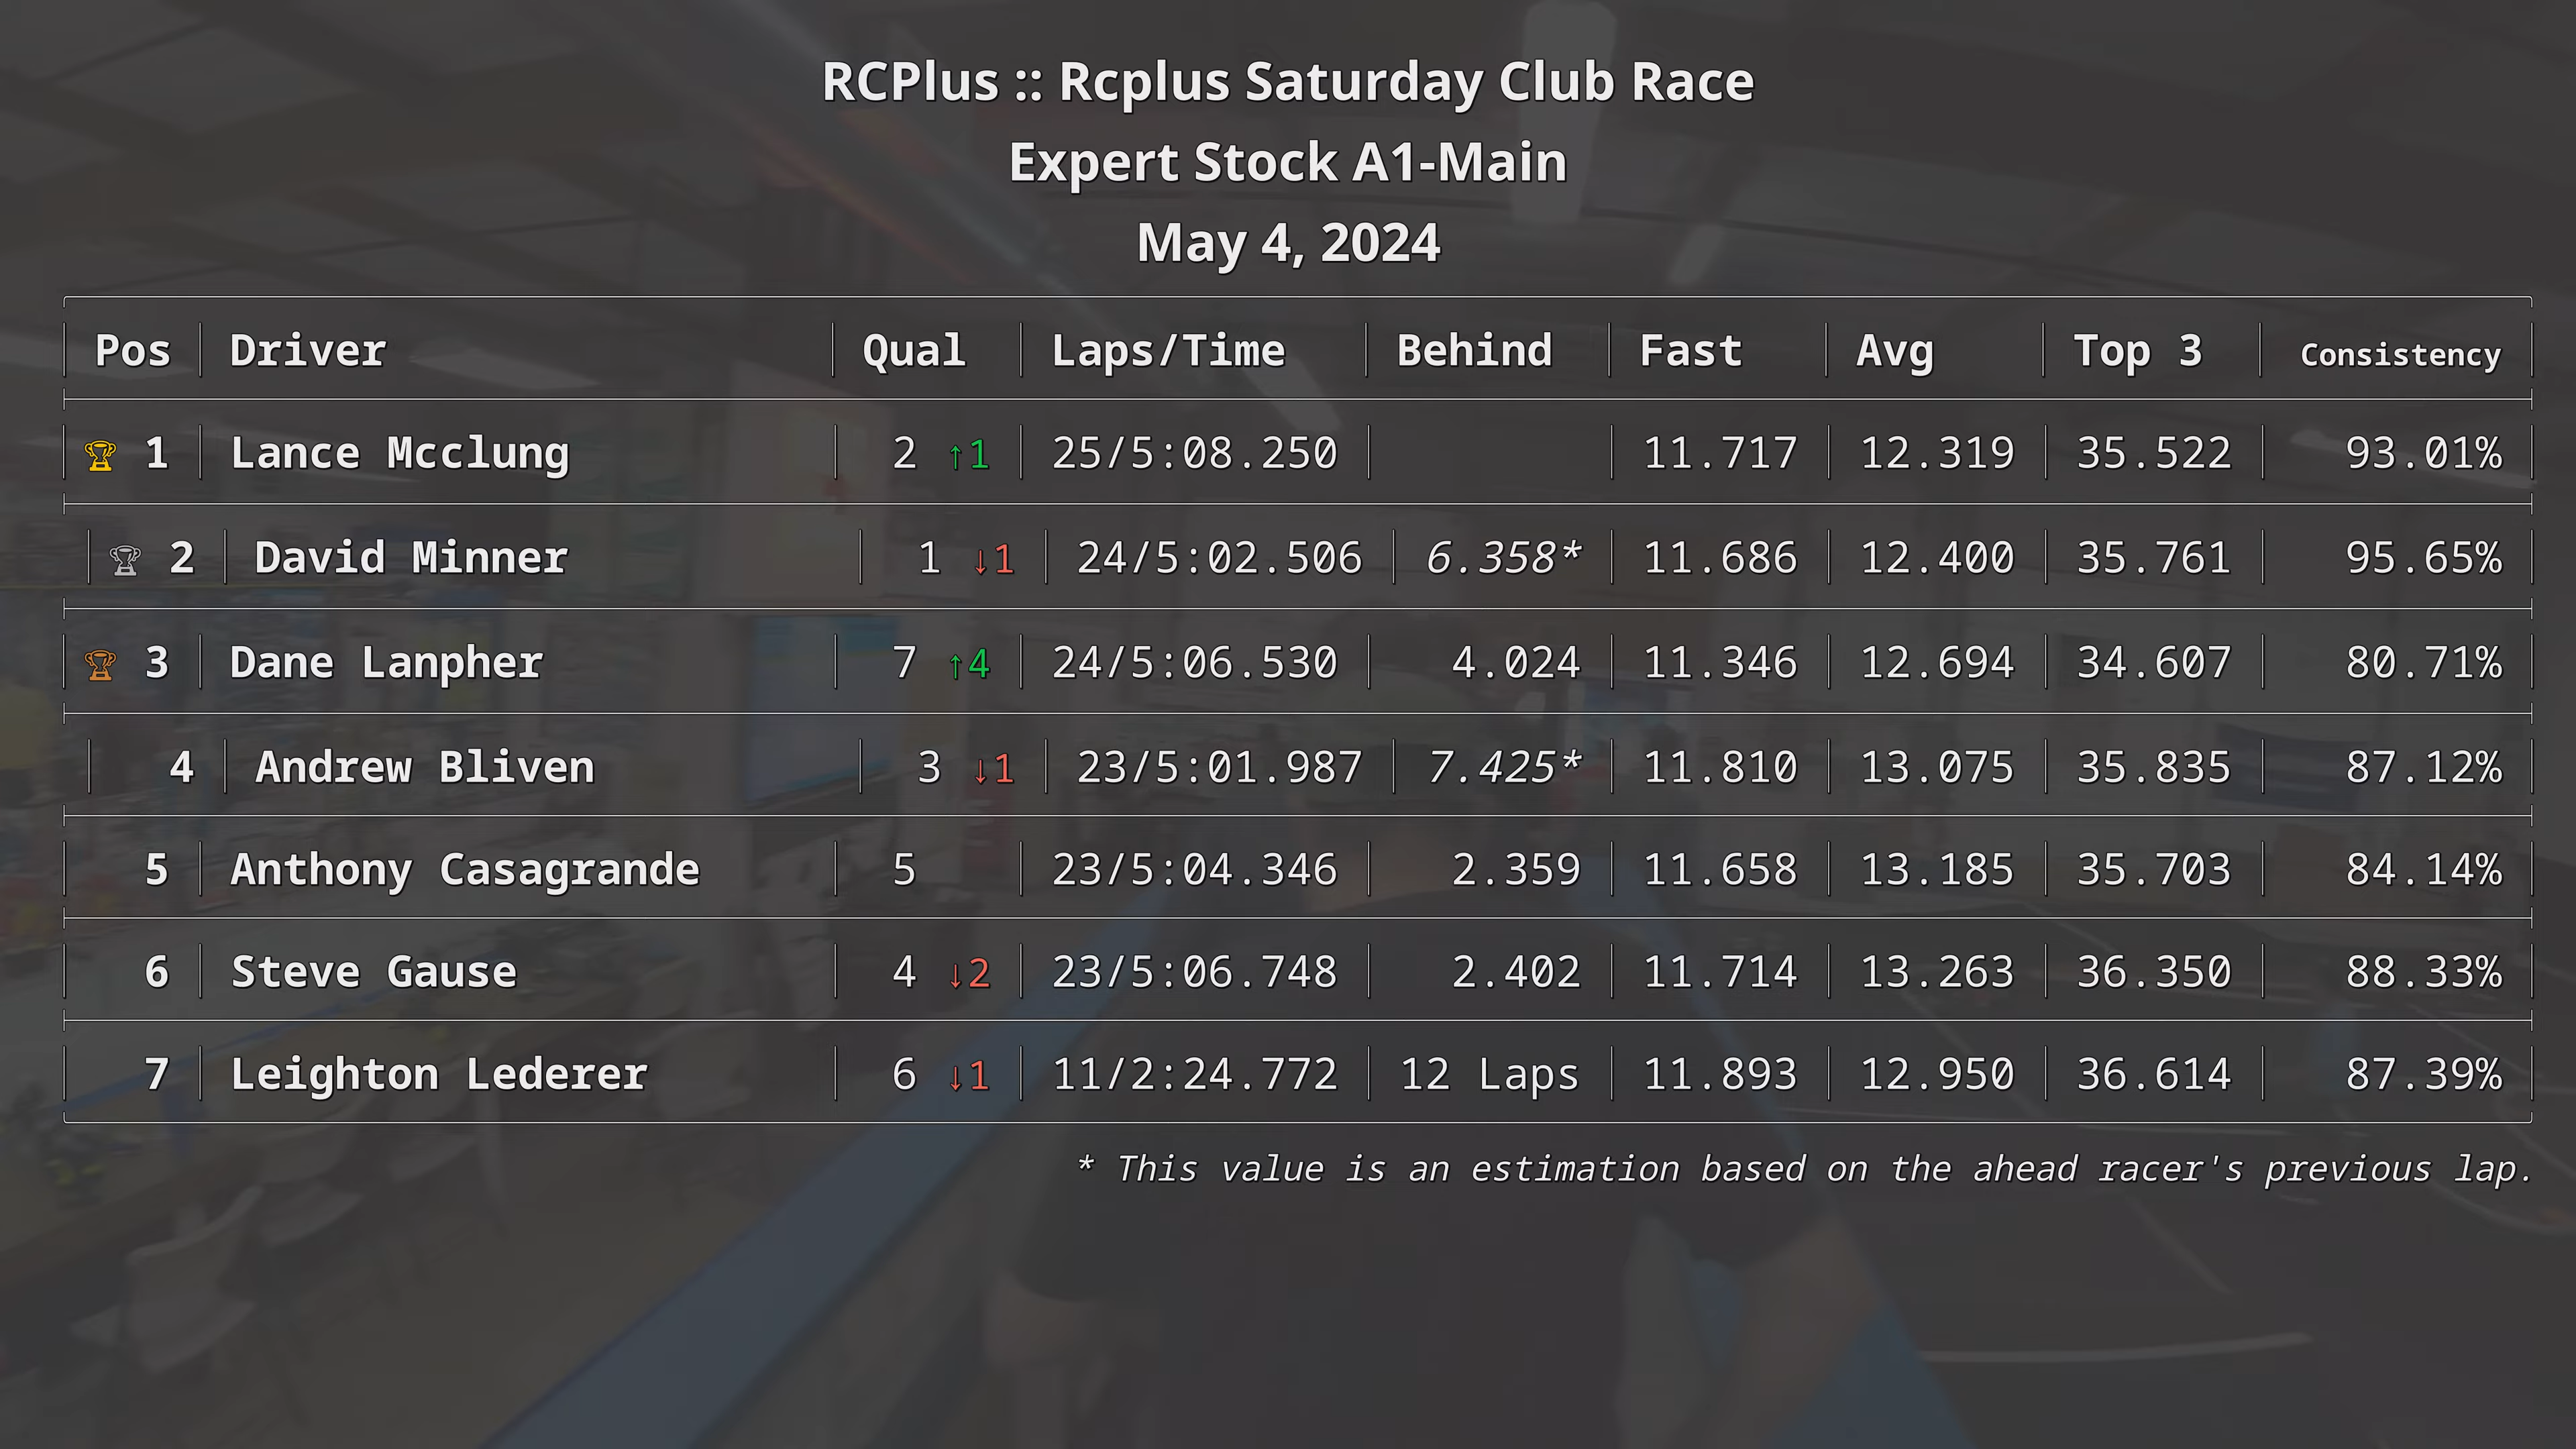 RCPlus :: Rcplus Saturday Club Race
Expert Stock A1-Main
May 4, 2024
Pos Driver Qual Laps/Time Behind Fast Avg Top 3 Consistency
1 Lance Mcclung 2 ↑1 25/5:08.250 11.717 12.319 35.522 93.01%
2 David Minner 1 ↓1 24/5:02.506 6.358* 11.686 12.400 35.761 95.65%
3 Dane Lanpher 7 ↑4 24/5:06.530 4.024 11.346 12.694 34.607 80.71%
4 Andrew Bliven 3 ↓1 23/5:01.987 7.425* 11.810 13.075 35.835 87.12%
5 Anthony Casagrande 5 23/5:04.346 2.359 11.658 13.185 35.703 84.14%
6 Steve Gause 4 ↓2 23/5:06.748 2.402 11.714 13.263 36.350 88.33%
7 Leighton Lederer 6 ↓1 11/2:24.772 12 Laps 11.893 12.950 36.614 87.39%
* This value is an estimation based on the ahead racer's previous lap.